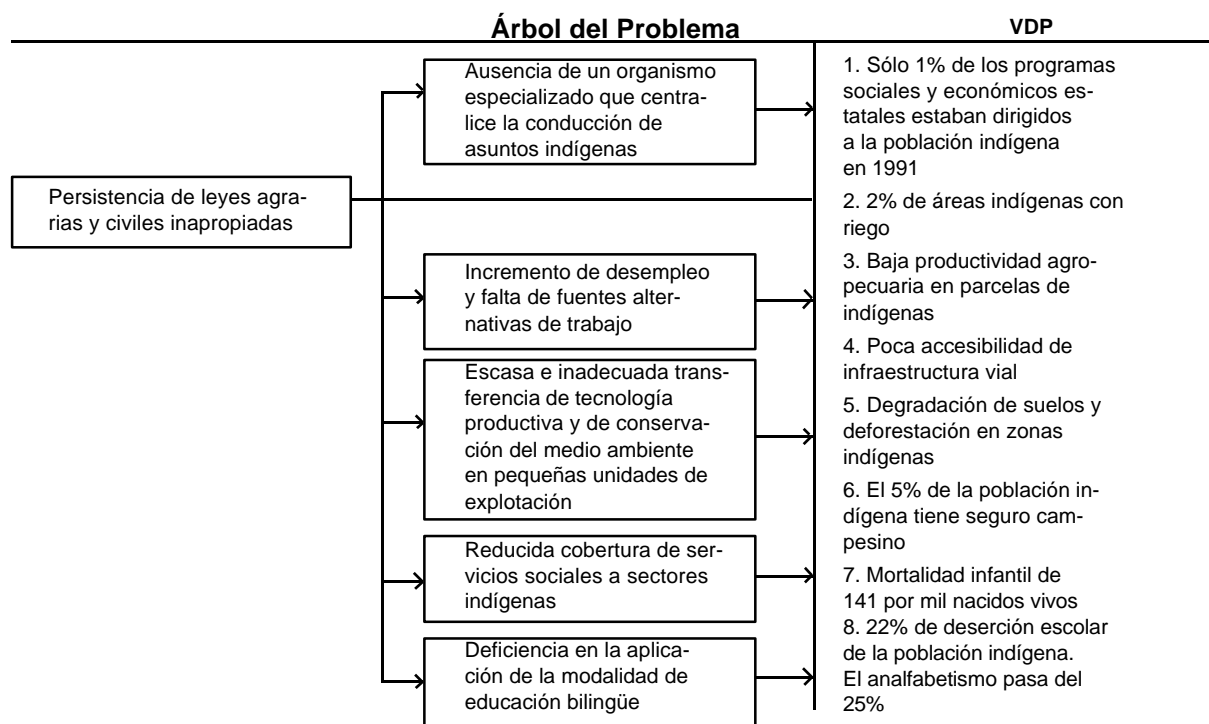 Árbol del Problema
VDP
Persistencia de leyes agra-
rias y civiles inapropiadas
Ausencia de un organismo
especializado que centra-
lice la conducción de
asuntos indígenas
Incremento de desempleo
y falta de fuentes alter-
nativas de trabajo
Escasa e inadecuada trans-
ferencia de tecnología
productiva y de conserva-
ción del medio ambiente
en pequeñas unidades de
explotación
Reducida cobertura de ser-
vicios sociales a sectores
indígenas
Deficiencia en la aplica-
ción de la modalidad de
educación bilingüe
1. Sólo 1% de los programas
sociales y económicos es-
tatales estaban dirigidos
a la población indígena
en 1991
2. 2% de áreas indígenas con
riego
3. Baja productividad agro-
pecuaria en parcelas de
indígenas
4. Poca accesibilidad de
infraestructura vial
5. Degradación de suelos y
deforestación en zonas
indígenas
6. El 5% de la población in-
dígena tiene seguro cam-
pesino
7. Mortalidad infantil de
141 por mil nacidos vivos
8. 22% de deserción escolar
de la población indígena.
El analfabetismo pasa del
25%